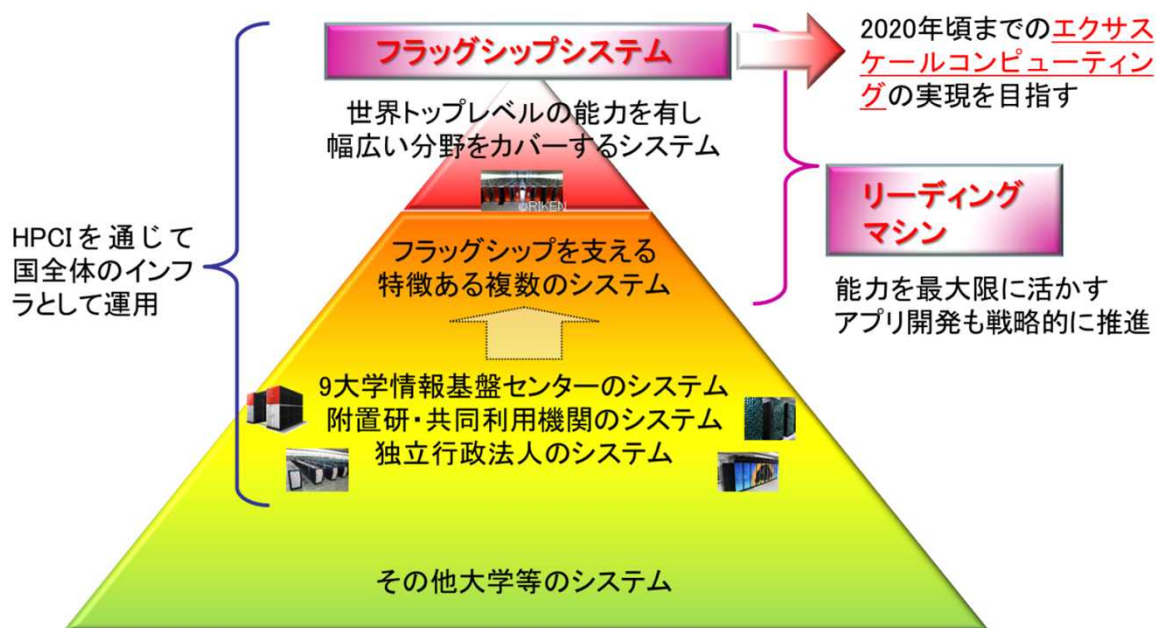 フラッグシップシステム
2020年頃までのエクサス
ケールコンピューティン
グの実現を目指す
世界トップレベルの能力を有し
幅広い分野をカバーするシステム
©RIKEN
リーディング
マシン
能力を最大限に活かす
アプリ開発も戦略的に推進
HPCIを通じて
国全体のインフ
ラとして運用
フラッグシップを支える
特徴ある複数のシステム
9大学情報基盤センターのシステム
附置研・共同利用機関のシステム
独立行政法人のシステム
その他大学等のシステム